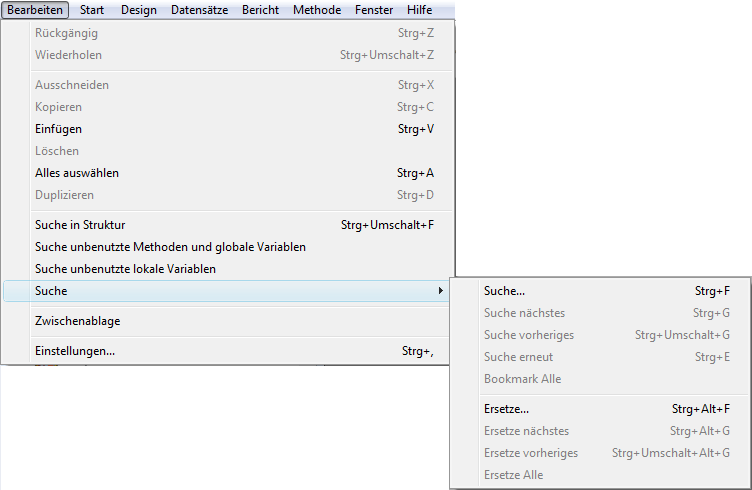 Bearbeiten Start Design Datensätze Bericht Methode Fenster Hilfe
Rückgängig Strg+Z
Wiederholen Strg+Umschalt+Z
Ausschneiden Strg+X
Kopieren Strg+C
Einfügen Strg+V
Löschen
Alles auswählen Strg+A
Duplizieren Strg+D
Suche in Struktur Strg+Umschalt+F
Suche unbenutzte Methoden und globale Variablen
Suche unbenutzte lokale Variablen
Suche
Zwischenablage
Einstellungen... Strg+,
Suche... Strg+F
Suche nächstes Strg+G
Suche vorheriges Strg+Umschalt+G
Suche erneut Strg+E
Bookmark Alle
Ersetze... Strg+Alt+F
Ersetze nächstes Strg+Alt+G
Ersetze vorheriges Strg+Umschalt+Alt+G
Ersetze Alle